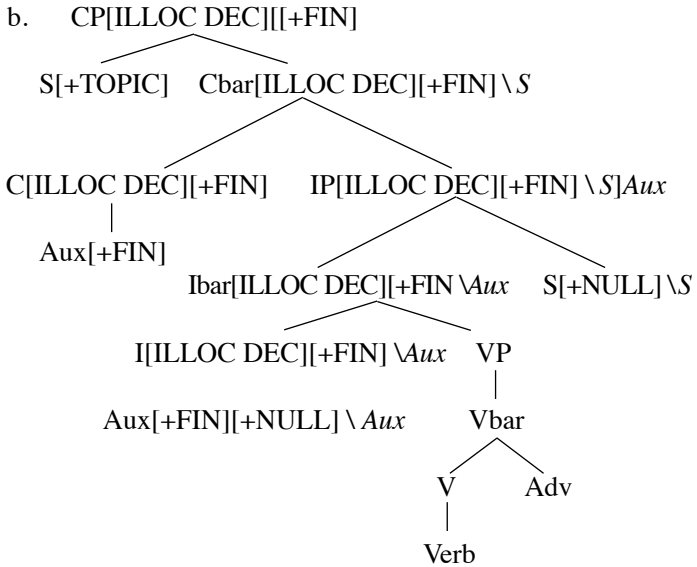 b. CP[ILLOC DEC][[+FIN]
S[+TOPIC] Cbar[ILLOC DEC][+FIN] \ S
C[ILLOC DEC][+FIN] IP[ILLOC DEC][+FIN] \ S]Aux
Aux[+FIN]
Ibar[ILLOC DEC][+FIN \Aux S[+NULL] \S
I[ILLOC DEC][+FIN] \Aux VP
Aux[+FIN][+NULL] \ Aux Vbar
V Adv
Verb